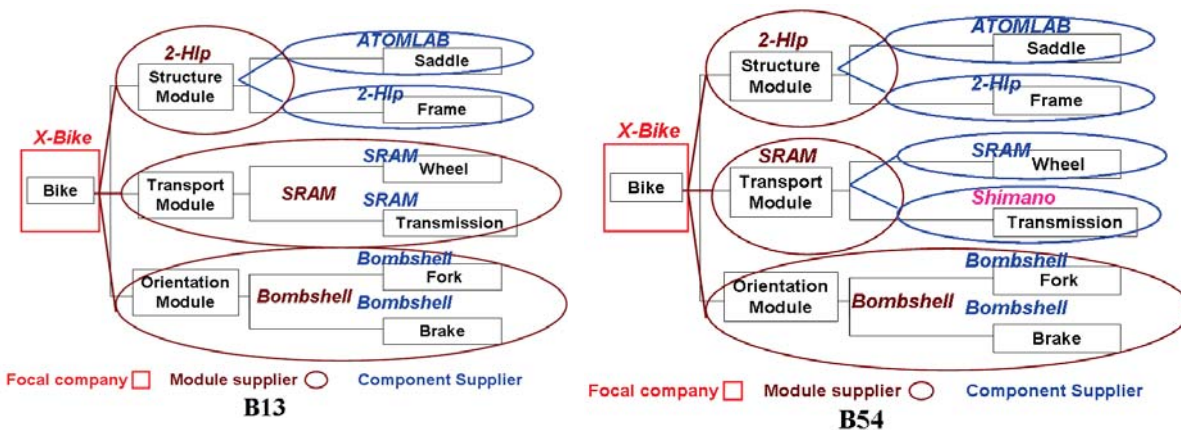 2-Hlp
ATOMLAB
Saddle
Structure
Module
2-Hlp
Frame
X-Bike
Bike
SRAM
Wheel
Transport
Module
SRAM
SRAM
Transmission
Bombshell
Fork
Orientation
Module
Bombshell
Bombshell
Brake
Focal company Module supplier Component Supplier
B13
2-Hlp
ATOMLAB
Saddle
Structure
Module
2-Hlp
Frame
X-Bike
Bike
SRAM
SRAM
Wheel
Transport
Module
Shimano
Transmission
Bombshell
Fork
Orientation
Module
Bombshell
Bombshell
Brake
Focal company Module supplier Component Supplier
B54